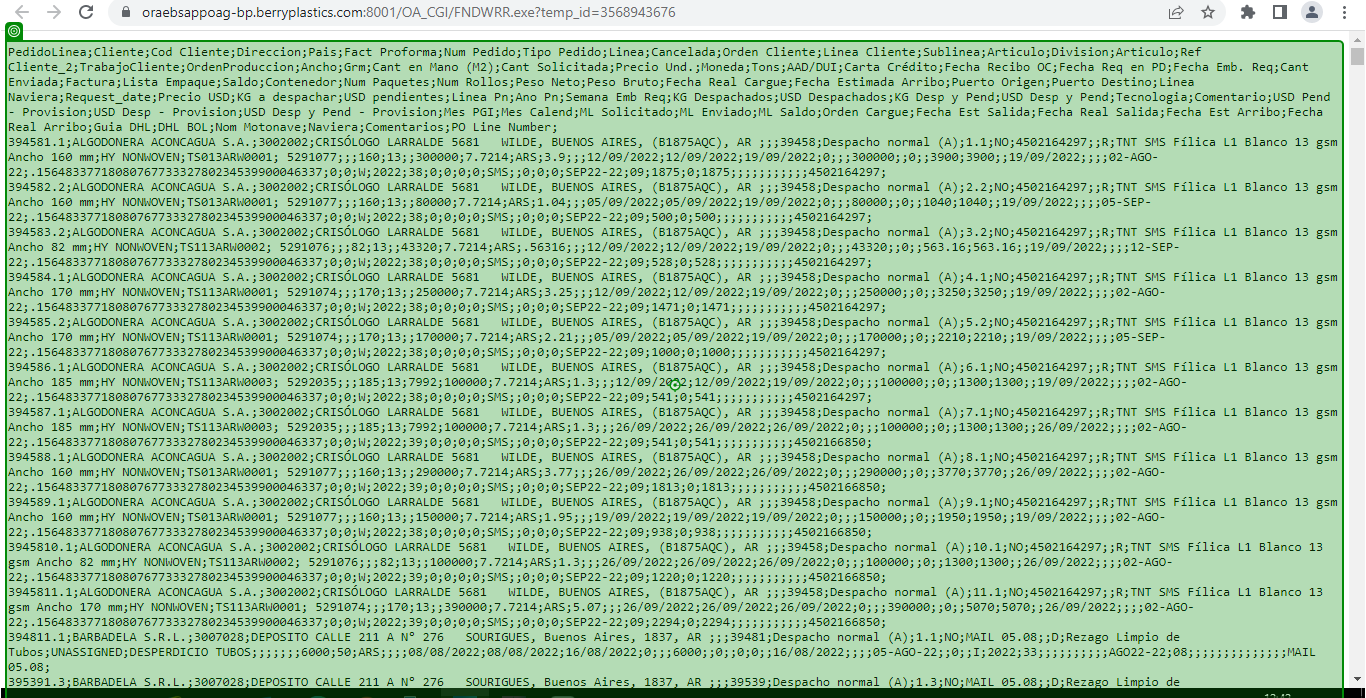 oraebsappoag-bp.berryplastics.com:8001/OA_CGI/FNDWRR.exe?temp_id=3568943676
PedidoLinea;Cliente;Cod Cliente;Direccion;Pais;Fact Proforma;Num Pedido;Tipo Pedido;Linea;Cancelada;Orden Cliente;Linea Cliente;Sublinea;Articulo;Division;Articulo;Ref
Cliente_2;TrabajoCliente;OrdenProduccion;Ancho;Grm;Cant en Mano (M2);Cant Solicitada;Precio Und.;Moneda;Tons;AAD/DUI;Carta Crédito;Fecha Recibo OC;Fecha Req en PD;Fecha Emb. Req;Cant
Enviada;Factura;Lista Empaque;Saldo;Contenedor;Num Paquetes;Num Rollos;Peso Neto;Peso Bruto;Fecha Real Cargue;Fecha Estimada Arribo;Puerto Origen;Puerto Destino;Linea
Naviera;Request_date;Precio USD;KG a despachar;USD pendientes;Linea Pn;Ano Pn;Semana Emb Req;KG Despachados;USD Despachados;KG Desp y Pend;USD Desp y Pend;Tecnologia;Comentario;USD Pend
- Provision;USD Desp - Provision;USD Desp y Pend - Provision;Mes PGI;Mes Calend;ML Solicitado;ML Enviado;ML Saldo;Orden Cargue;Fecha Est Salida;Fecha Real Salida;Fecha Est Arribo;Fecha
Real Arribo;Guia DHL;DHL BOL;Nom Motonave;Naviera;Comentarios;PO Line Number;
394581.1;ALGODONERA ACONCAGUA S.A.;3002002;CRISÓLOGO LARRALDE 5681   WILDE, BUENOS AIRES, (B1875AQC), AR ;;;39458;Despacho normal (A);1.1;NO;4502164297;;R;TNT SMS Fílica L1 Blanco 13 gsm
Ancho 160 mm;HY NONWOVEN;TS013ARW0001; 5291077;;;160;13;;300000;7.7214;ARS;3.9;;;12/09/2022;12/09/2022;19/09/2022;0;;;300000;;0;;3900;3900;;19/09/2022;;;;02-AGO-
22;.156483377180807677333278023453990004633​7;0;0;W;2022;38;0;0;0;0;SMS;;0;0;0;SEP22-22;09;1875;0;1875;;;;;;;;;;;4502164297;
394582.2;ALGODONERA ACONCAGUA S.A.;3002002;CRISÓLOGO LARRALDE 5681   WILDE, BUENOS AIRES, (B1875AQC), AR ;;;39458;Despacho normal (A);2.2;NO;4502164297;;R;TNT SMS Fílica L1 Blanco 13 gsm
Ancho 160 mm;HY NONWOVEN;TS013ARW0001; 5291077;;;160;13;;80000;7.7214;ARS;1.04;;;05/09/2022;05/09/2022;19/09/2022;0;;;80000;;0;;1040;1040;;19/09/2022;;;;05-SEP-
22;.1564833771808076773332780234539900046337;0;0;W;2022;38;0;0;0;0;SMS;;0;0;0;SEP22-22;09;500;0;500;;;;;;;;;;;4502164297;
394583.2;ALGODONERA ACONCAGUA S.A.;3002002;CRISÓLOGO LARRALDE 5681   WILDE, BUENOS AIRES, (B1875AQC), AR ;;;39458;Despacho normal (A);3.2;NO;4502164297;;R;TNT SMS Fílica L1 Blanco 13 gsm
Ancho 82 mm;HY NONWOVEN;TS113ARW0002; 5291076;;;82;13;;43320;7.7214;ARS;.56316;;;12/09/2022;12/09/2022;19/09/2022;0;;;43320;;0;;563.16;563.16;;19/09/2022;;;;12-SEP-
22;.1564833771808076773332780234539900046337;0;0;W;2022;38;0;0;0;0;SMS;;0;0;0;SEP22-22;09;528;0;528;;;;;;;;;;;4502164297;
394584.1;ALGODONERA ACONCAGUA S.A.;3002002;CRISÓLOGO LARRALDE 5681   WILDE, BUENOS AIRES, (B1875AQC), AR ;;;39458;Despacho normal (A);4.1;NO;4502164297;;R;TNT SMS Fílica L1 Blanco 13 gsm
Ancho 170 mm;HY NONWOVEN;TS113ARW0001; 5291074;;;170;13;;250000;7.7214;ARS;3.25;;;12/09/2022;12/09/2022;19/09/2022;0;;;250000;;0;;3250;3250;;19/09/2022;;;;02-AGO-
22;.1564833771808076773332780234539900046337;0;0;W;2022;38;0;0;0;0;SMS;;0;0;0;SEP22-22;09;1471;0;1471;;;;;;;;;;;4502164297;
394585.2;ALGODONERA ACONCAGUA S.A.;3002002;CRISÓLOGO LARRALDE 5681   WILDE, BUENOS AIRES, (B1875AQC), AR ;;;39458;Despacho normal (A);5.2;NO;4502164297;;R;TNT SMS Fílica L1 Blanco 13 gsm
Ancho 170 mm;HY NONWOVEN;TS113ARW0001; 5291074;;;170;13;;170000;7.7214;ARS;2.21;;;05/09/2022;05/09/2022;19/09/2022;0;;;170000;;0;;2210;2210;;19/09/2022;;;;05-SEP-
22;.1564833771808076773332780234539900046337;0;0;W;2022;38;0;0;0;0;SMS;;0;0;0;SEP22-22;09;1000;0;1000;;;;;;;;;;;4502164297;
394586.1;ALGODONERA ACONCAGUA S.A.;3002002;CRISÓLOGO LARRALDE 5681   WILDE, BUENOS AIRES, (B1875AQC), AR ;;;39458;Despacho normal (A);6.1;NO;4502164297;;R;TNT SMS Fílica L1 Blanco 13 gsm
Ancho 185 mm;HY NONWOVEN;TS113ARW0003; 5292035;;;185;13;7992;100000;7.7214;ARS;1.3;;;12/09/2022;12/09/2022;19/09/2022;0;;;100000;;0;;1300;1300;;19/09/2022;;;;02-AGO-
22;.1564833771808076773332780234539900046337;0;0;W;2022;38;0;0;0;0;SMS;;0;0;0;SEP22-22;09;541;0;541;;;;;;;;;;;4502164297;
394587.1;ALGODONERA ACONCAGUA S.A.;3002002;CRISÓLOGO LARRALDE 5681   WILDE, BUENOS AIRES, (B1875AQC), AR ;;;39458;Despacho normal (A);7.1;NO;4502164297;;R;TNT SMS Fílica L1 Blanco 13 gsm
Ancho 185 mm;HY NONWOVEN;TS113ARW0003; 5292035;;;185;13;7992;100000;7.7214;ARS;1.3;;;26/09/2022;26/09/2022;26/09/2022;0;;;100000;;0;;1300;1300;;26/09/2022;;;;02-AGO-
22;.1564833771808076773332780234539900046337;0;0;W;2022;39;0;0;0;0;SMS;;0;0;0;SEP22-22;09;541;0;541;;;;;;;;;;;4502166850;
394588.1;ALGODONERA ACONCAGUA S.A.;3002002;CRISÓLOGO LARRALDE 5681   WILDE, BUENOS AIRES, (B1875AQC), AR ;;;39458;Despacho normal (A);8.1;NO;4502164297;;R;TNT SMS Fílica L1 Blanco 13 gsm
Ancho 160 mm;HY NONWOVEN;TS013ARW0001; 5291077;;;160;13;;290000;7.7214;ARS;3.77;;;26/09/2022;26/09/2022;26/09/2022;0;;;290000;;0;;3770;3770;;26/09/2022;;;;02-AGO-
22;.1564833771808076773332780234539900046337;0;0;W;2022;39;0;0;0;0;SMS;;0;0;0;SEP22-22;09;1813;0;1813;;;;;;;;;;;4502166850;
394589.1;ALGODONERA ACONCAGUA S.A.;3002002;CRISÓLOGO LARRALDE 5681   WILDE, BUENOS AIRES, (B1875AQC), AR ;;;39458;Despacho normal (A);9.1;NO;4502164297;;R;TNT SMS Fílica L1 Blanco 13 gsm
Ancho 160 mm;HY NONWOVEN;TS013ARW0001; 5291077;;;160;13;;150000;7.7214;ARS;1.95;;;19/09/2022;19/09/2022;19/09/2022;0;;;150000;;0;;1950;1950;;19/09/2022;;;;02-AGO-
22;.1564833771808076773332780234539900046337;0;0;W;2022;38;0;0;0;0;SMS;;0;0;0;SEP22-22;09;938;0;938;;;;;;;;;;;4502166850;
3945810.1;ALGODONERA ACONCAGUA S.A.;3002002;CRISÓLOGO LARRALDE 5681   WILDE, BUENOS AIRES, (B1875AQC), AR ;;;39458;Despacho normal (A);10.1;NO;4502164297;;R;TNT SMS Fílica L1 Blanco 13
gsm Ancho 82 mm;HY NONWOVEN;TS113ARW0002; 5291076;;;82;13;;100000;7.7214;ARS;1.3;;;26/09/2022;26/09/2022;26/09/2022;0;;;100000;;0;;1300;1300;;26/09/2022;;;;02-AGO-
22;.1564833771808076773332780234539900046337;0;0;W;2022;39;0;0;0;0;SMS;;0;0;0;SEP22-22;09;1220;0;1220;;;;;;;;;;;4502166850;
3945811.1;ALGODONERA ACONCAGUA S.A.;3002002;CRISÓLOGO LARRALDE 5681   WILDE, BUENOS AIRES, (B1875AQC), AR ;;;39458;Despacho normal (A);11.1;NO;4502164297;;R;TNT SMS Fílica L1 Blanco 13
gsm Ancho 170 mm;HY NONWOVEN;TS113ARW0001; 5291074;;;170;13;;390000;7.7214;ARS;5.07;;;26/09/2022;26/09/2022;26/09/2022;0;;;390000;;0;;5070;5070;;26/09/2022;;;;02-AGO-
22;.1564833771808076773332780234539900046337;0;0;W;2022;39;0;0;0;0;SMS;;0;0;0;SEP22-22;09;2294;0;2294;;;;;;;;;;;4502166850;
394811.1;BARBADELA S.R.L.;3007028;DEPOSITO CALLE 211 A Nº 276   SOURIGUES, Buenos Aires, 1837, AR ;;;39481;Despacho normal (A);1.1;NO;MAIL 05.08;;D;Rezago Limpio de
Tubos;UNASSIGNED;DESPERDICIO TUBOS;;;;;;;6000;50;ARS;;;;08/08/2022;08/08/2022;16/08/2022;0;;;6000;;0;;0;0;;16/08/2022;;;;05-AGO-22;;0;;I;2022;33;;;;;;;;;;AGO22-22;08;;;;;;;;;;;;;;MAIL
05.08;
395391.3;BARBADELA S.R.L.;3007028;DEPOSITO CALLE 211 A Nº 276   SOURIGUES, Buenos Aires, 1837, AR ;;;39539;Despacho normal (A);1.3;NO;MAIL 05.08;;D;Rezago Limpio de